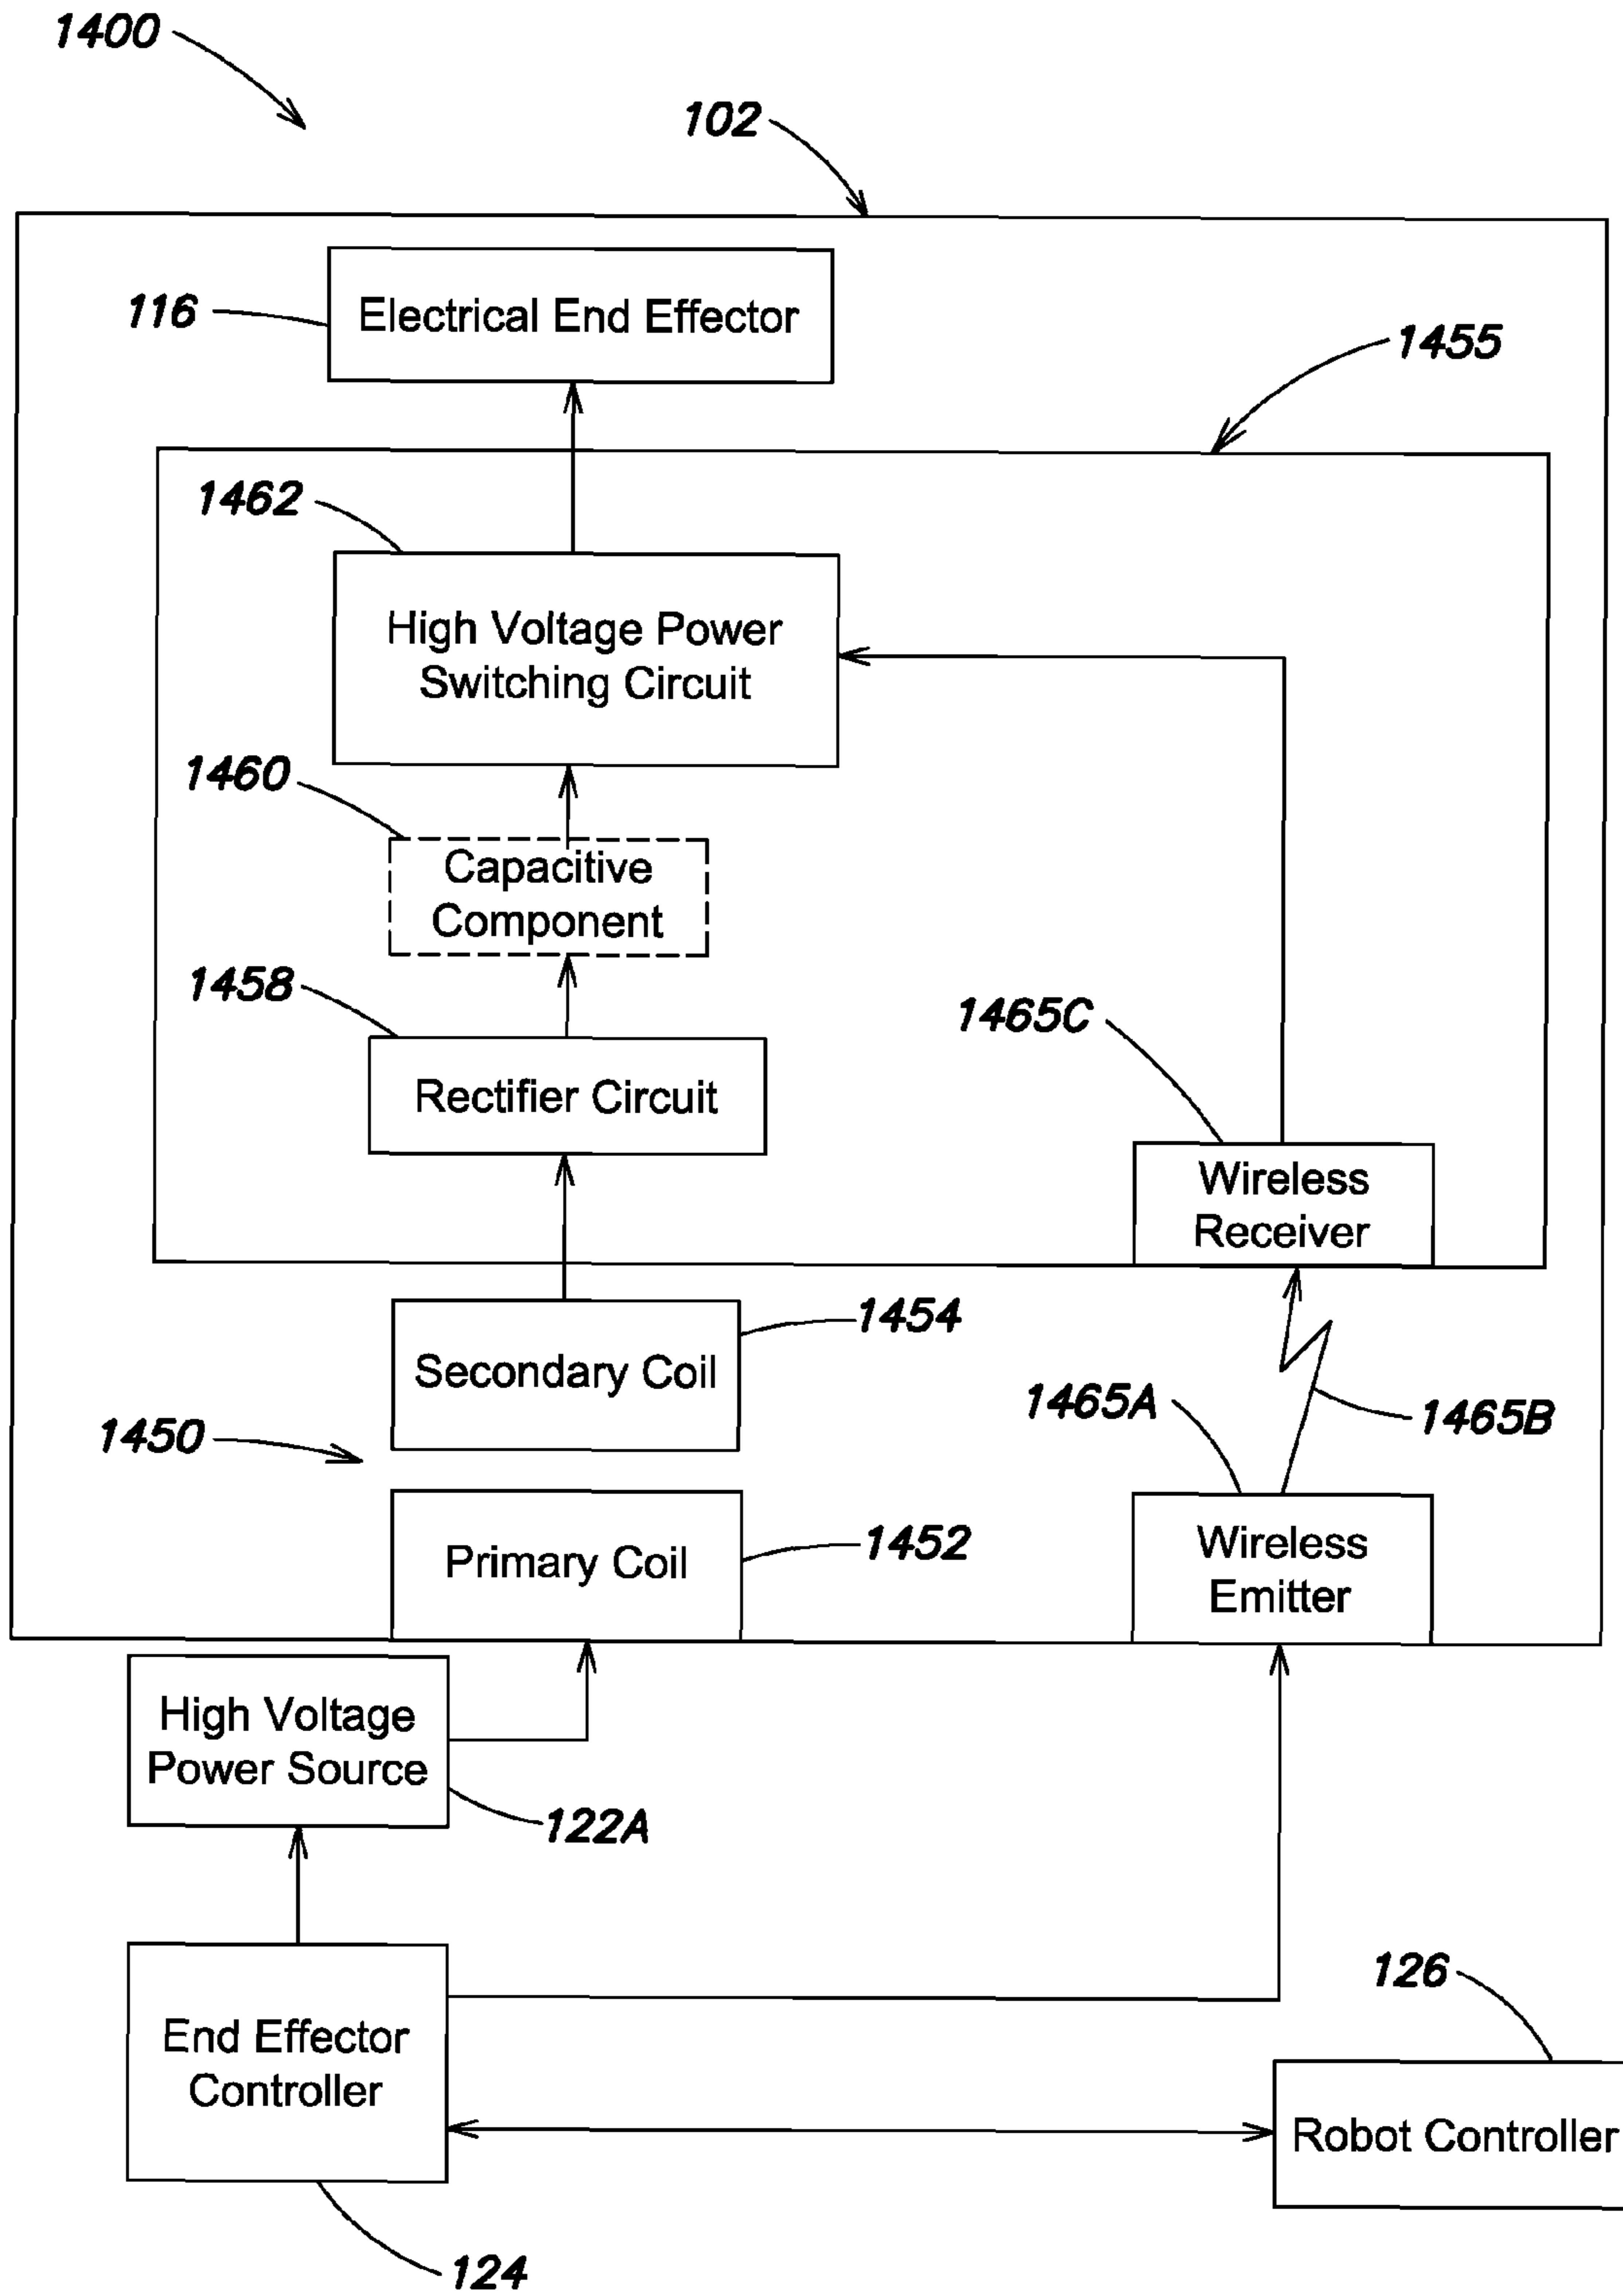 1400
102
Electrical End Effector
116
1455
1462
High Voltage Power
Switching Circuit
1460
Capacitive
Component
1458
1465C
Rectifier Circuit
Wireless
Receiver
1454
Secondary Coil
1465A
1465B
1450
Primary Coil
1452
Wireless
Emitter
High Voltage
Power Source
122A
126
End Effector
Controller
Robot Controller
124